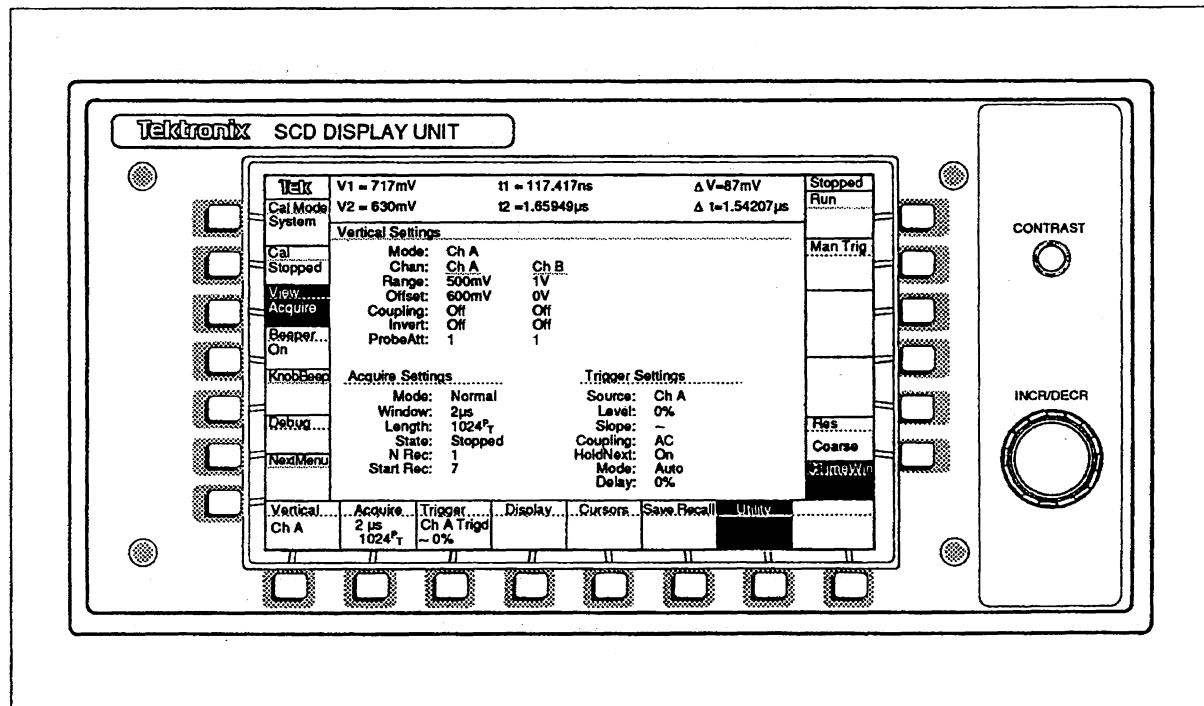 Tektronix SCD DISPLAY UNIT
Tek V1 = 717mV t1 = 117.417ns Δ V=87mV Stopped
Cal Mode V2 = 630mV t2 =1.65949µs Δ t=1.54207µs Run
System
Vertical Settings
Cal Mode: Ch A Man Trig
Stopped Chan: Ch A Ch B
View Range: 500mV 1V
Acquire Offset: 600mV 0V
Coupling: Off Off
Beeper Invert: Off Off
On ProbeAtt: 1 1
KnobBeep Acquire Settings Trigger Settings
Mode: Normal Source: Ch A
Debug Window: 2µs Level: 0% Res
Length: 1024PT Slope: ~ Coarse
State: Stopped Coupling: AC
NextMenu N Rec: 1 HoldNext: On
Start Rec: 7 Mode: Auto
Delay: 0%
Vertical Acquire Trigger Display Cursors Save Recall Utility
Ch A 2 µs Ch A Trigd
1024PT ~ 0%
CONTRAST
INCR/DECR